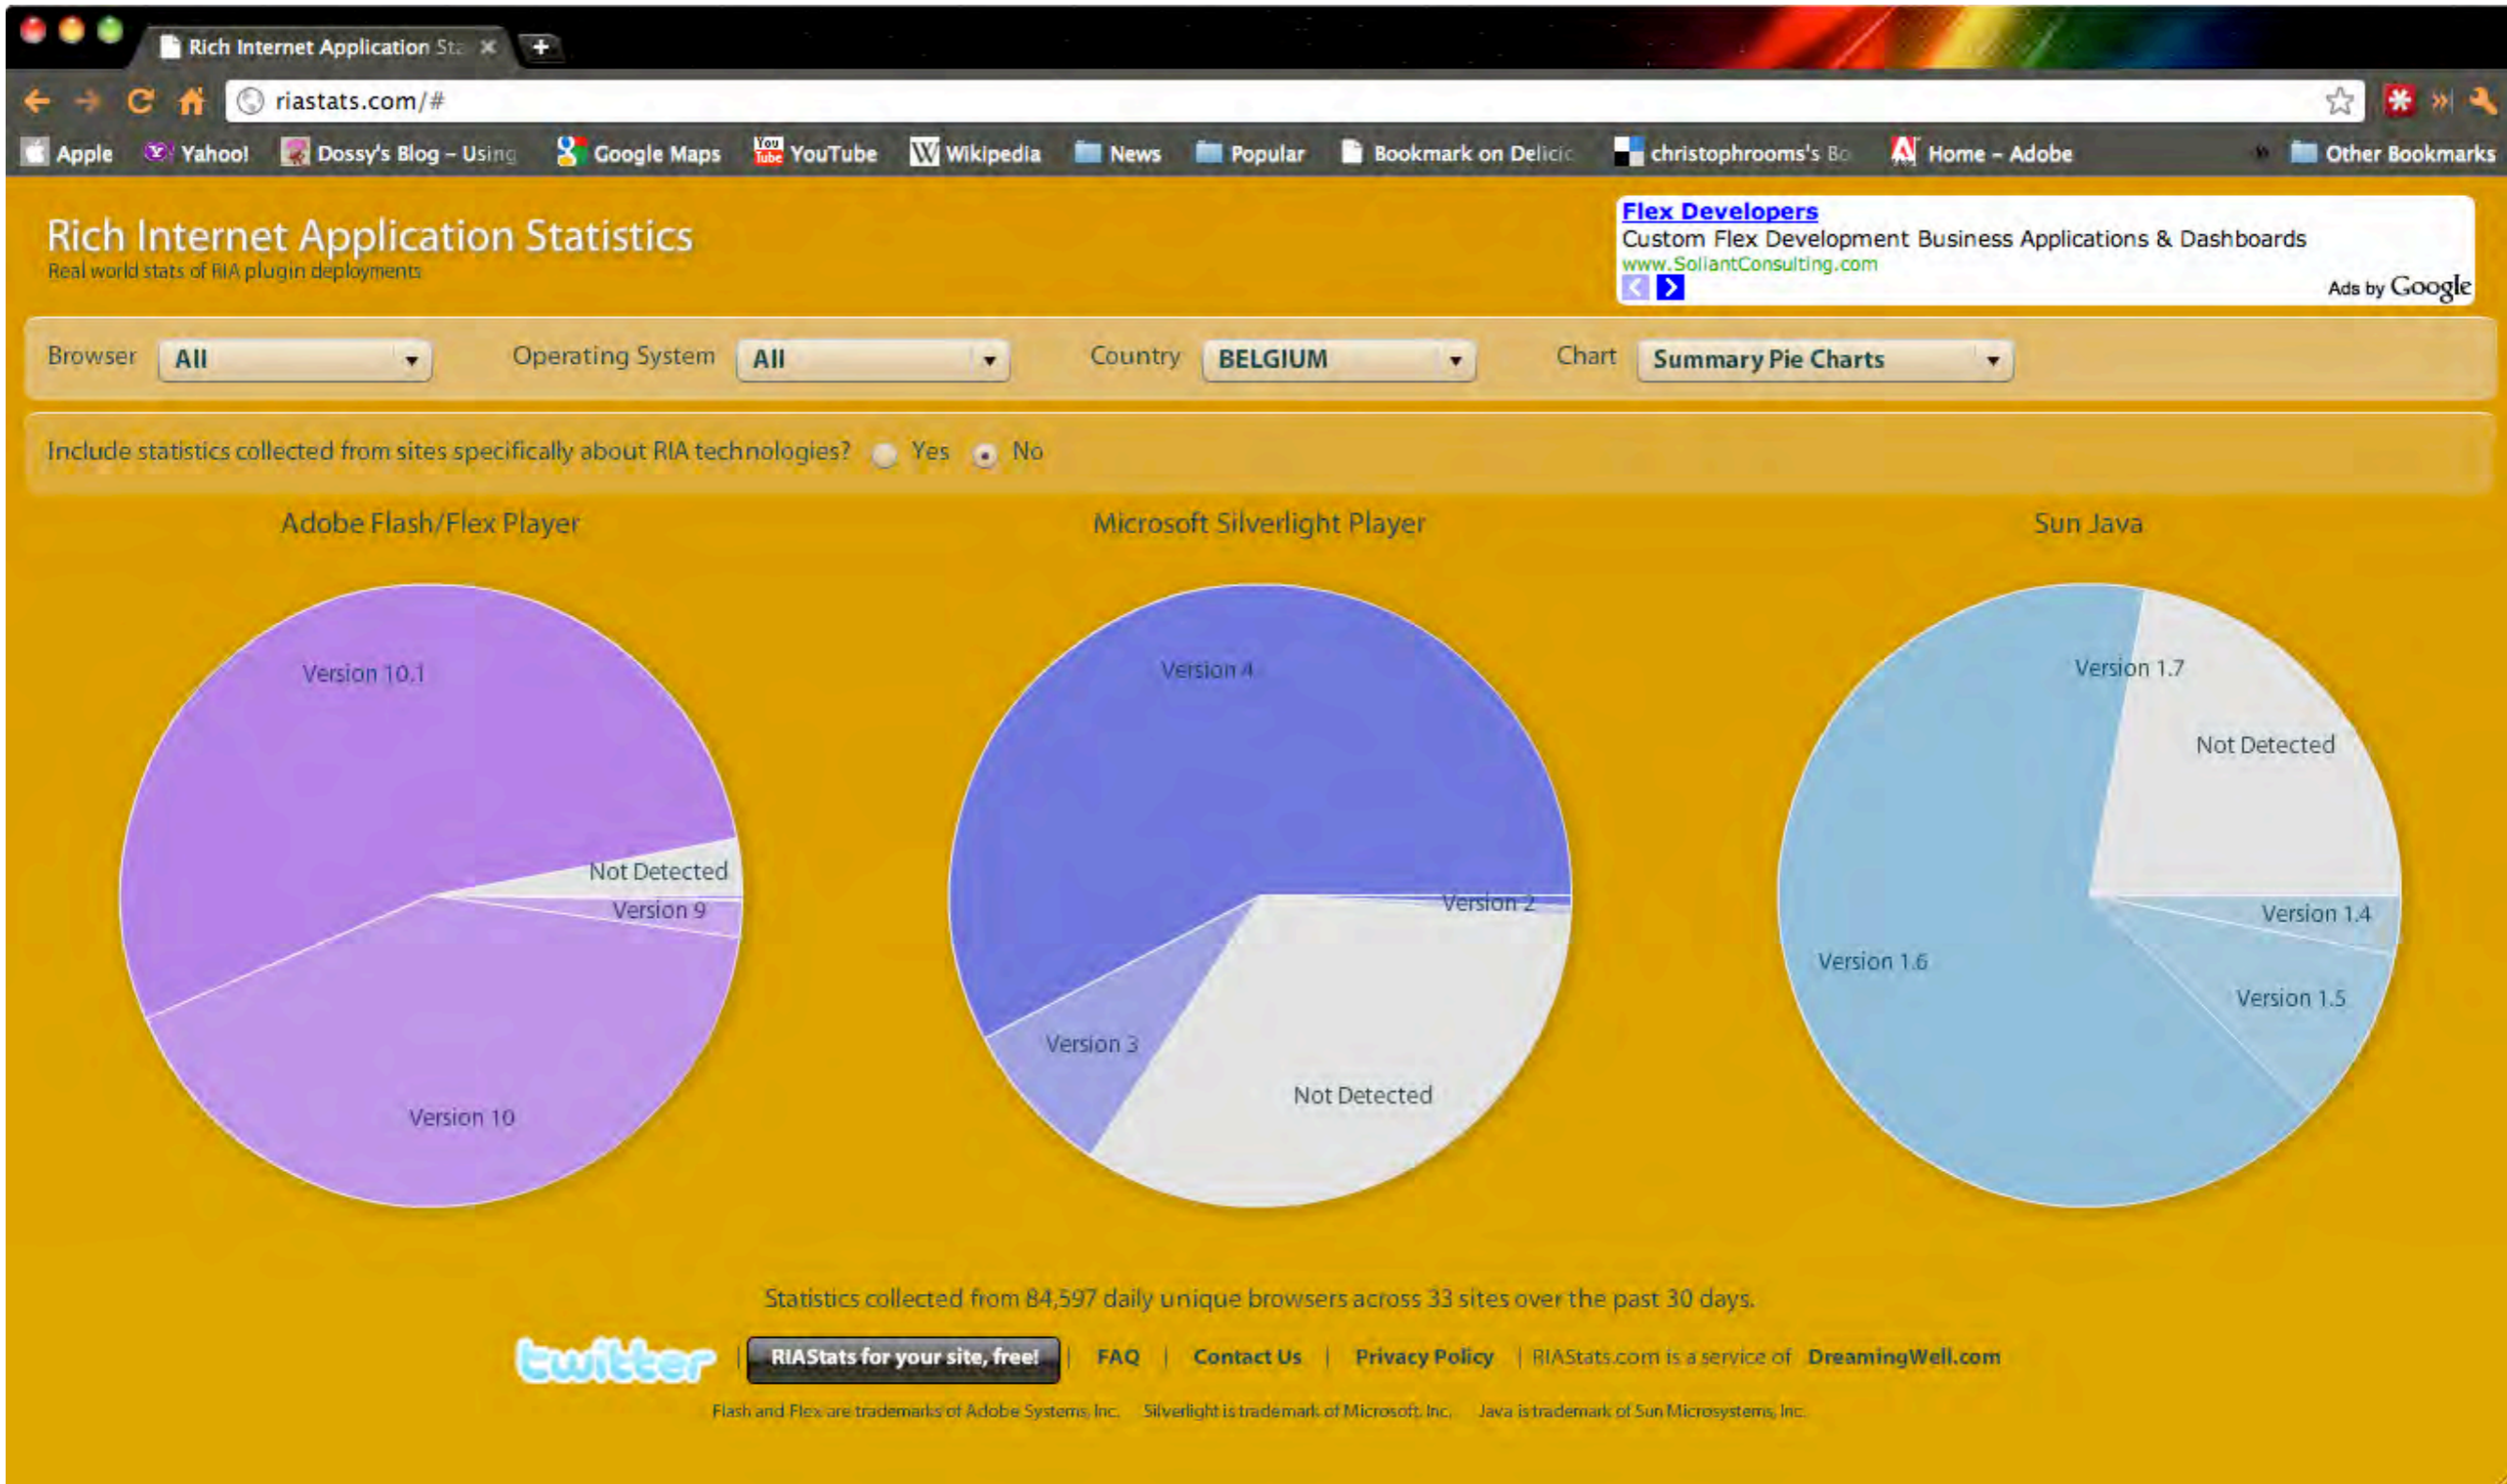 Rich Internet Application Sta
riastats.com/#
Apple Yahoo! Dossy's Blog – Using Google Maps YouTube Wikipedia News Popular Bookmark on Delicio christophrooms's Bo Home – Adobe Other Bookmarks
Rich Internet Application Statistics
Real world stats of RIA plugin deployments
Flex Developers
Custom Flex Development Business Applications & Dashboards
www.SoliantConsulting.com
Ads by Google
Browser All Operating System All Country BELGIUM Chart Summary Pie Charts
Include statistics collected from sites specifically about RIA technologies? Yes No
Adobe Flash/Flex Player
Version 10.1
Not Detected
Version 9
Version 10
Microsoft Silverlight Player
Version 4
Version 2
Version 3
Not Detected
Sun Java
Version 1.7
Not Detected
Version 1.4
Version 1.6
Version 1.5
Statistics collected from 84,597 daily unique browsers across 33 sites over the past 30 days.
twitter | RIAStats for your site, free! | FAQ | Contact Us | Privacy Policy | RIAStats.com is a service of DreamingWell.com
Flash and Flex are trademarks of Adobe Systems, Inc. Silverlight is trademark of Microsoft, Inc. Java is trademark of Sun Microsystems, Inc.